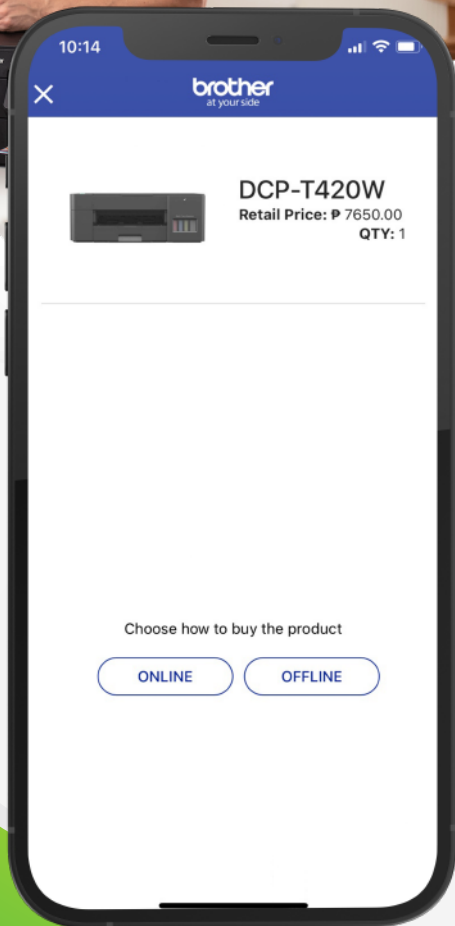 10:14
brother
at your side
DCP-T420W
Retail Price: ₱ 7650.00
QTY: 1
Choose how to buy the product
ONLINE
OFFLINE